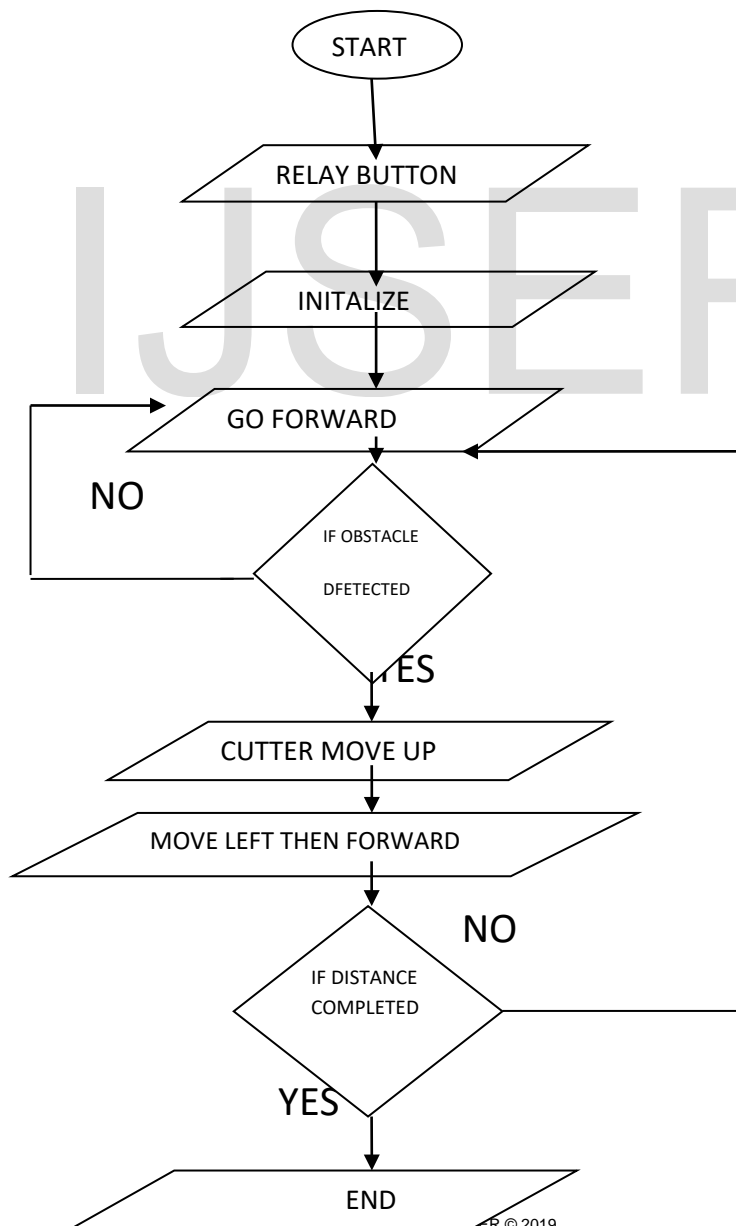 START
RELAY BUTTON
INITALIZE
GO FORWARD
NO
IF OBSTACLE
DFETECTED
YES
CUTTER MOVE UP
MOVE LEFT THEN FORWARD
NO
IF DISTANCE
COMPLETED
YES
END
© 2019